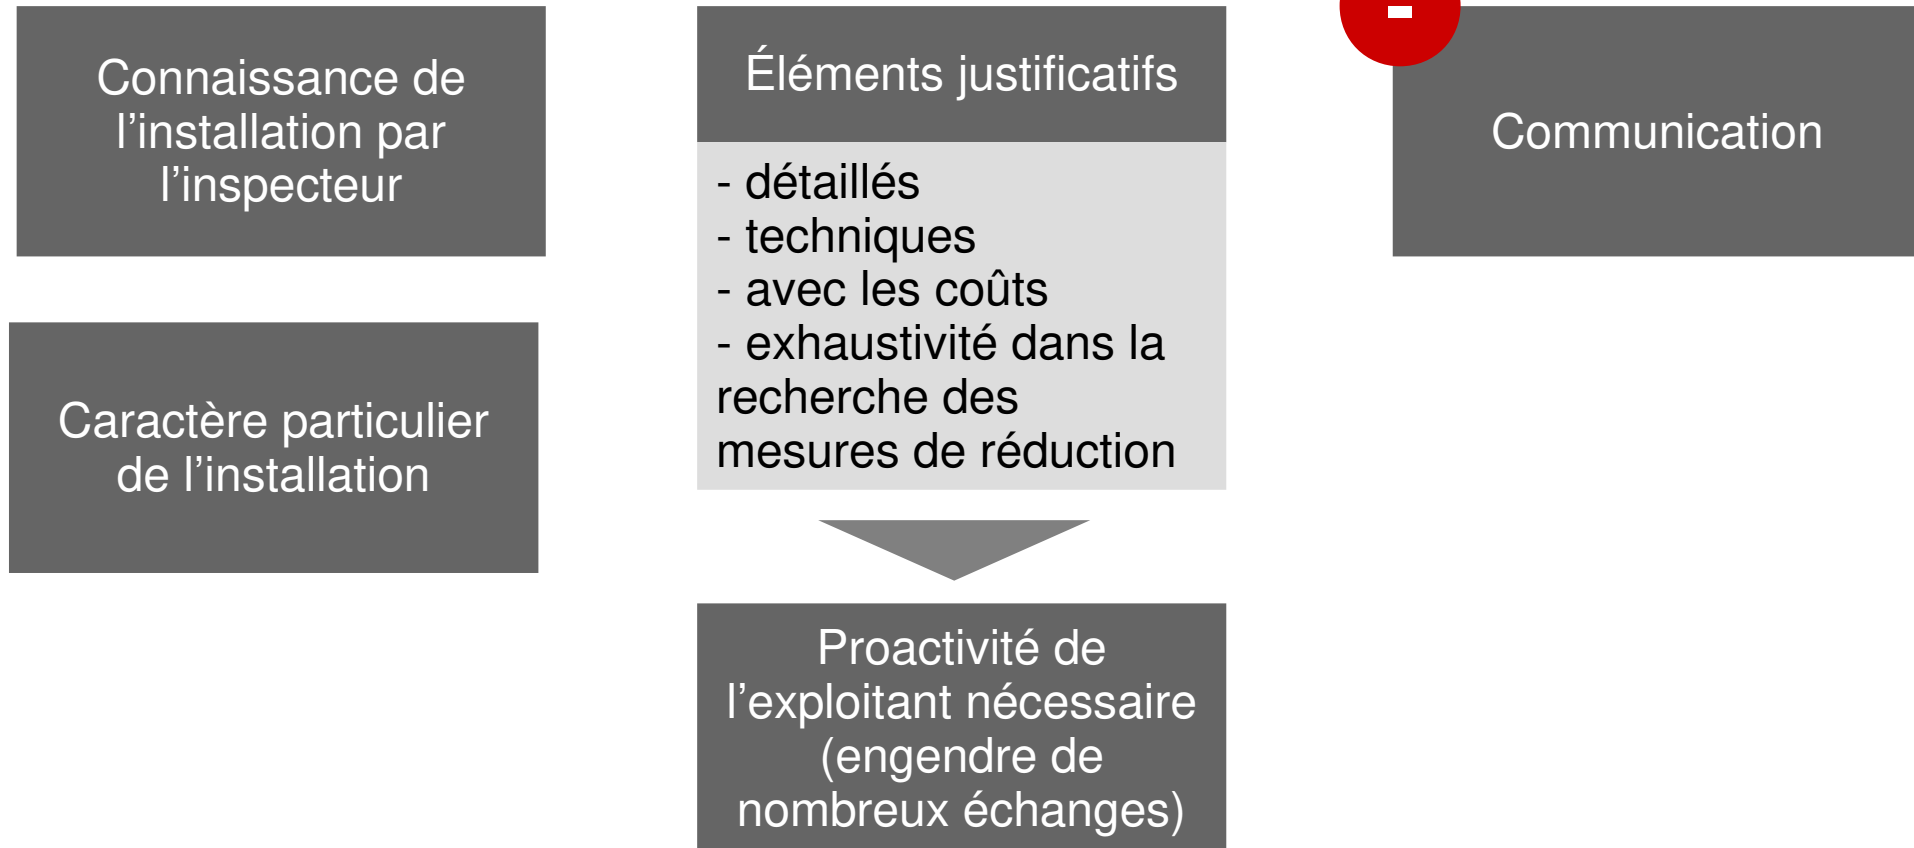 Connaissance de
l’installation par
l’inspecteur
Caractère particulier
de l’installation
Éléments justificatifs
- détaillés
- techniques
- avec les coûts
- exhaustivité dans la
recherche des
mesures de réduction
Proactivité de
l’exploitant nécessaire
(engendre de
nombreux échanges)
-
Communication